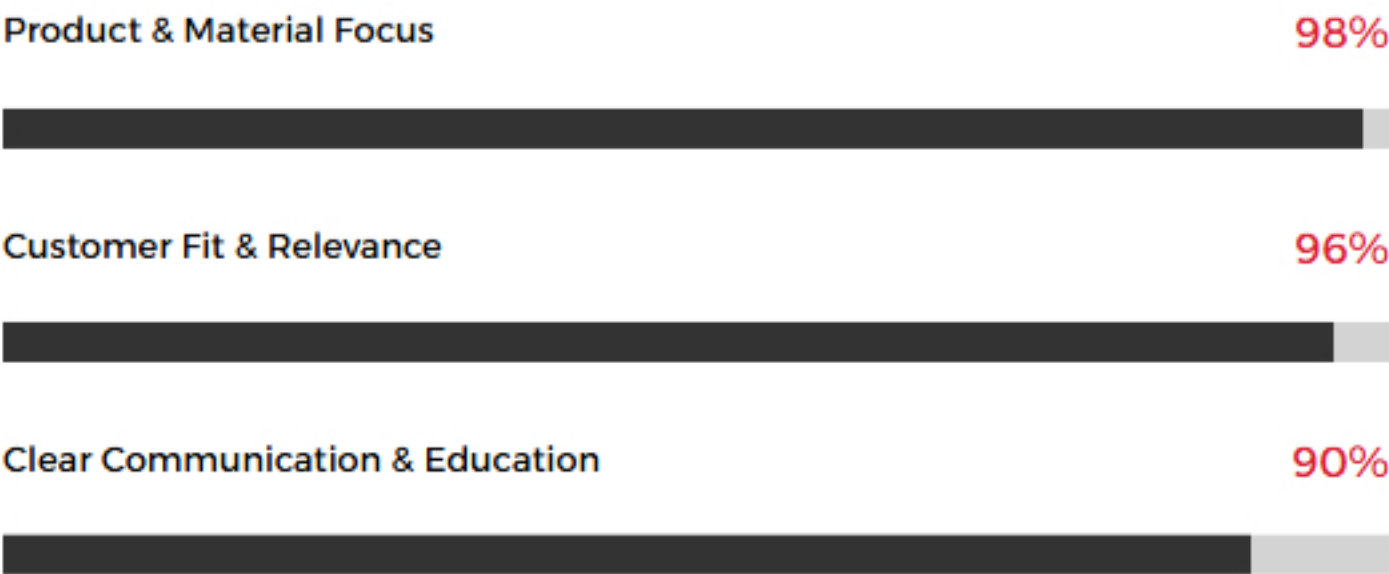 Product & Material Focus 98%
Customer Fit & Relevance 96%
Clear Communication & Education 90%